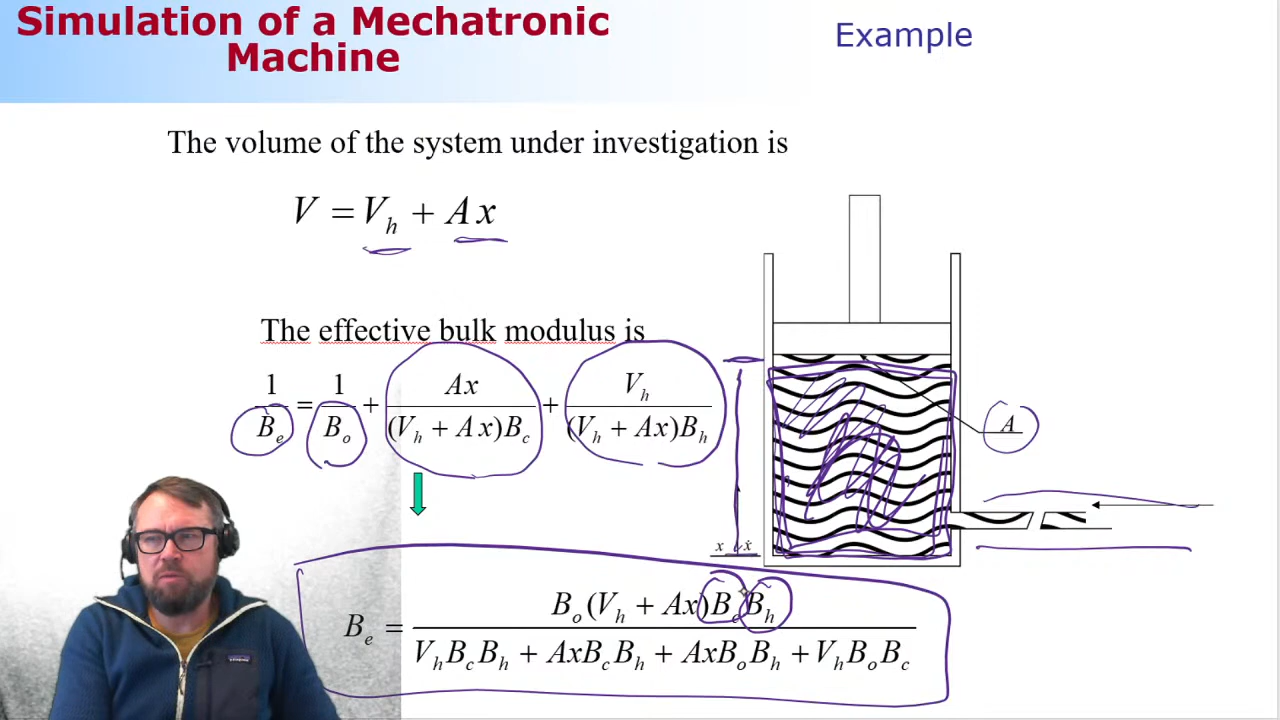 Simulation of a Mechatronic
Machine
Example
The volume of the system under investigation is
V = V_h + Ax
The effective bulk modulus is
1/B_e = 1/B_o + Ax/((V_h + Ax)B_c) + V_h/((V_h + Ax)B_h)
A
x ẋ
B_e = B_o(V_h + Ax)B_cB_h / (V_hB_cB_h + AxB_cB_h + AxB_oB_h + V_hB_oB_c)
patagonia